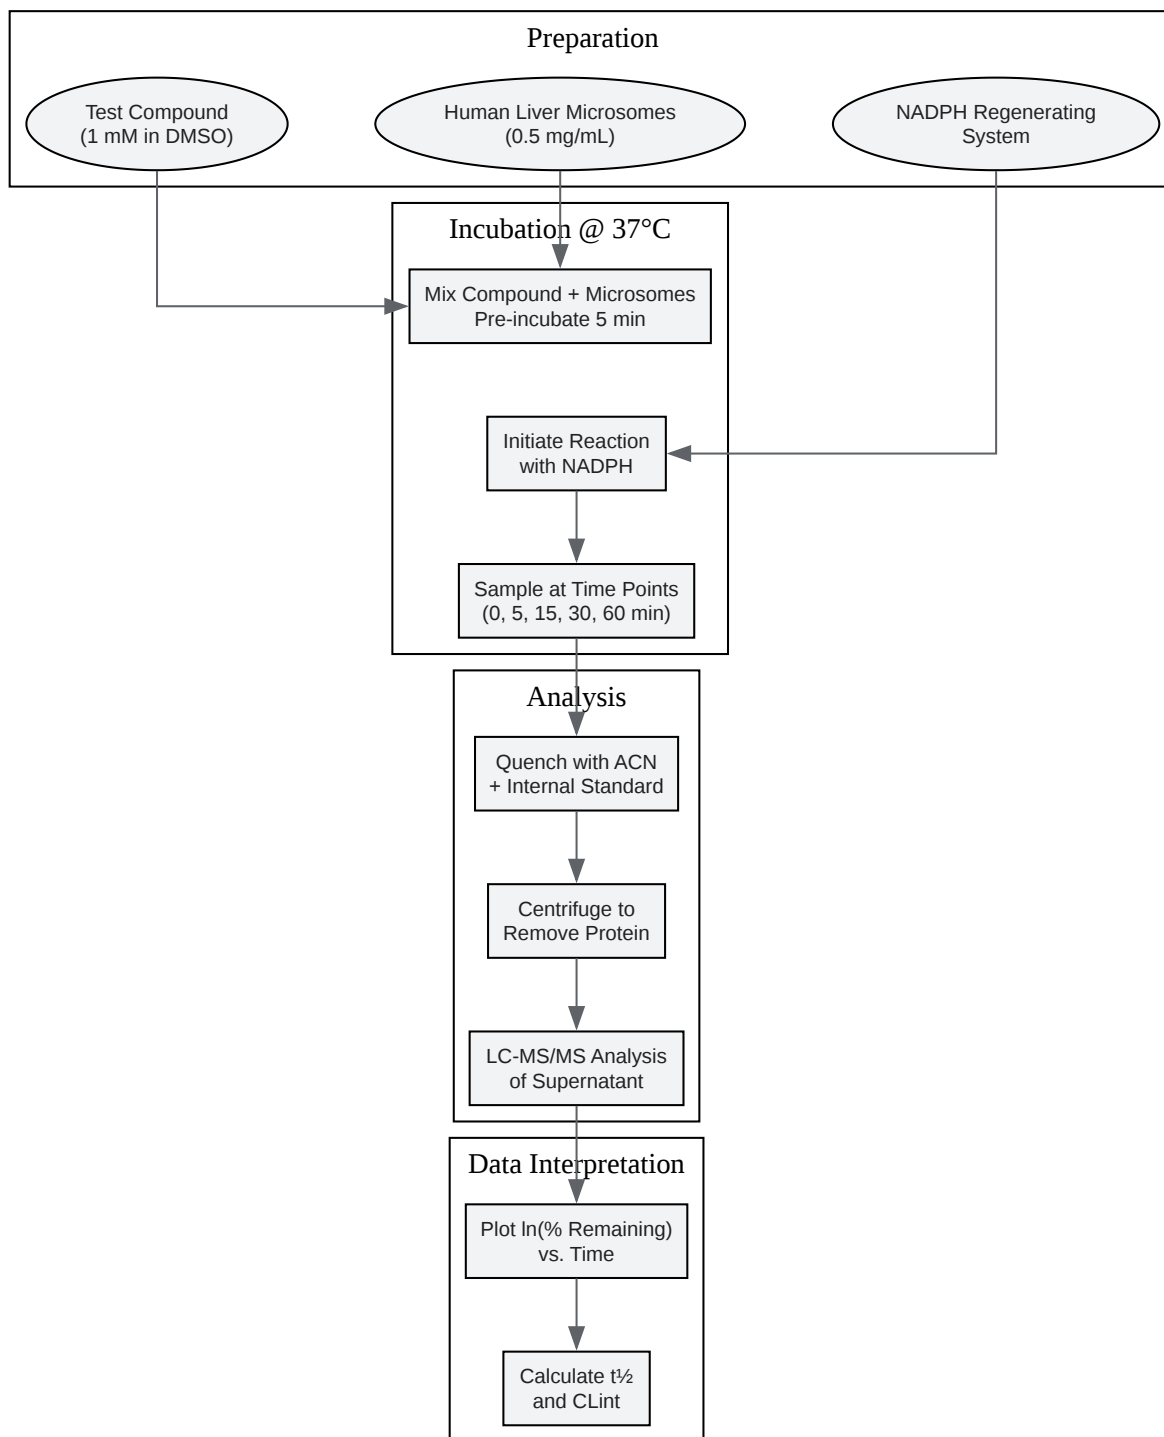 Preparation
Test Compound
(1 mM in DMSO)
Human Liver Microsomes
(0.5 mg/mL)
NADPH Regenerating
System
Incubation @ 37°C
Mix Compound + Microsomes
Pre-incubate 5 min
Initiate Reaction
with NADPH
Sample at Time Points
(0, 5, 15, 30, 60 min)
Analysis
Quench with ACN
+ Internal Standard
Centrifuge to
Remove Protein
LC-MS/MS Analysis
of Supernatant
Data Interpretation
Plot ln(% Remaining)
vs. Time
Calculate t½
and CLint